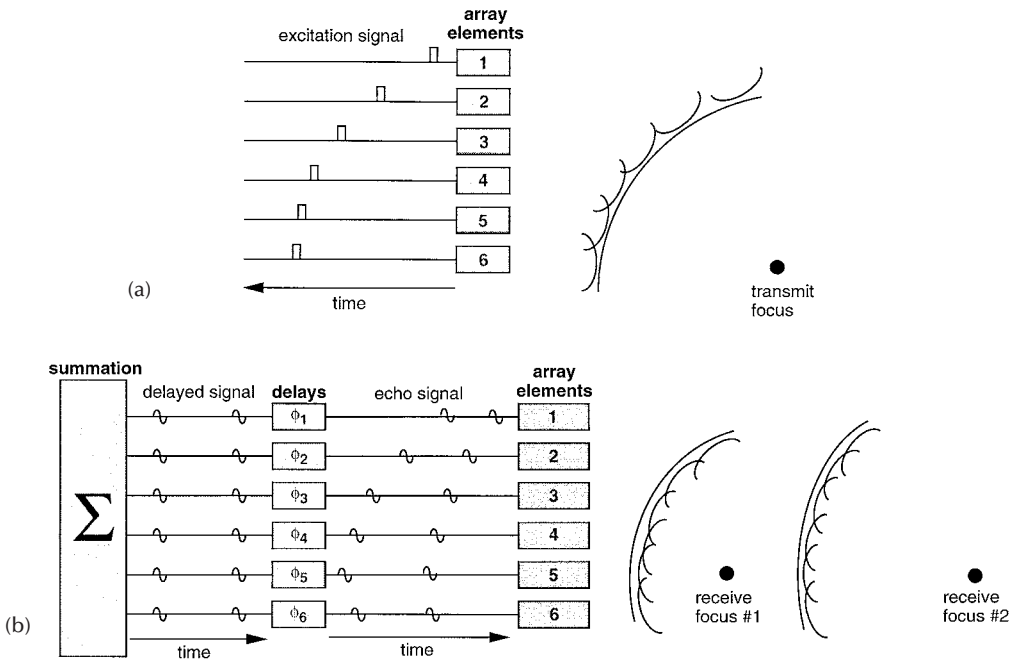 array
elements
excitation signal
1
2
3
4
5
6
time
(a)
transmit
focus
summation
delayed signal
delays
echo signal
array
elements
Σ
ϕ1
1
ϕ2
2
ϕ3
3
ϕ4
4
ϕ5
5
ϕ6
6
time
time
(b)
receive
focus #1
receive
focus #2